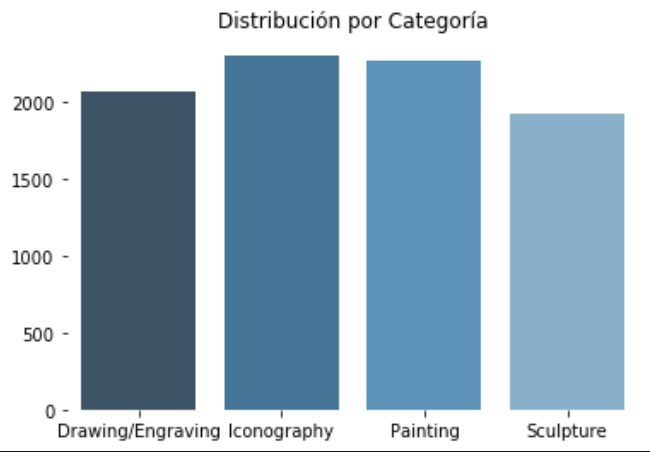 Distribución por Categoría
2000
1500
1000
500
0
Drawing/Engraving Iconography Painting Sculpture